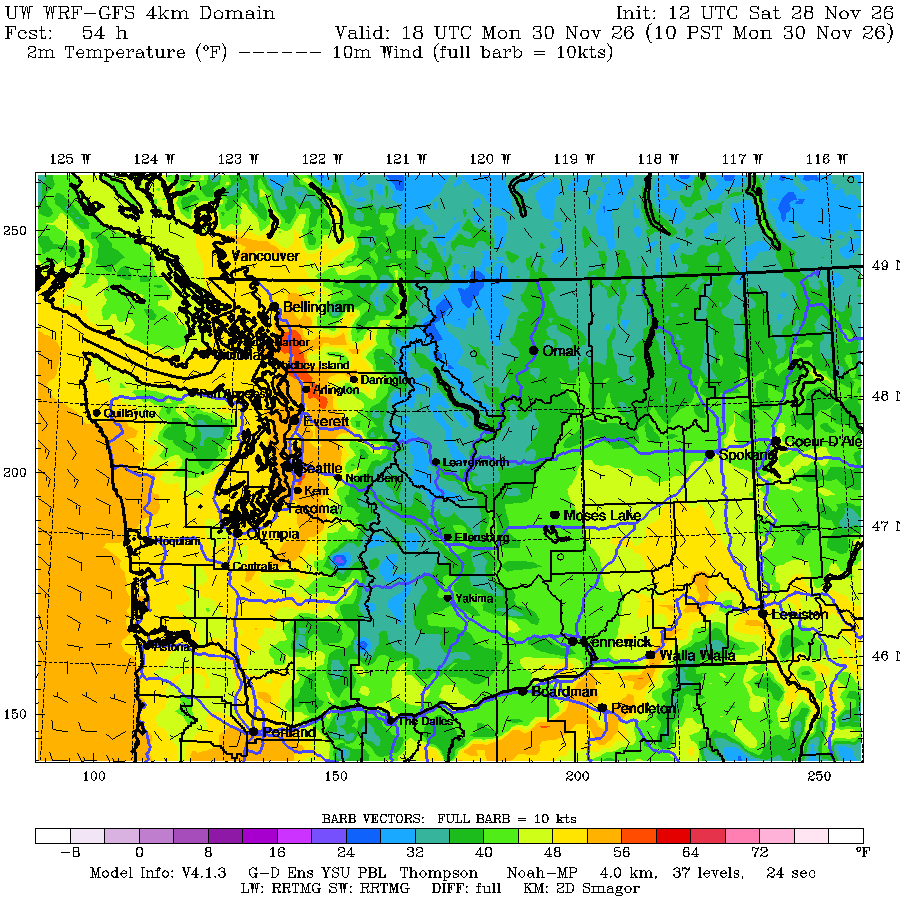 UW WRF-GFS 4km Domain Init: 12 UTC Sat 28 Nov 26
Fcst: 54 h Valid: 18 UTC Mon 30 Nov 26 (10 PST Mon 30 Nov 26)
2m Temperature (°F) ------ 10m Wind (full barb = 10kts)
125 W 124 W 123 W 122 W 121 W 120 W 119 W 118 W 117 W 116 W
250
Vancouver
49 N
Bellingham
Omak
Darrington
Arlington
48 N
Quillayute
Everett
Coeur D'Ale
Spokane
Leavenworth
200
Seattle
North Bend
Kent
Tacoma
Moses Lake
47 N
Olympia
Hoquiam
Ellensburg
Centralia
Yakima
Lewiston
Kennewick
Astoria
Walla Walla
46 N
Boardman
Pendleton
150
The Dalles
Portland
100 150 200 250
BARB VECTORS: FULL BARB = 10 kts
-8 0 8 16 24 32 40 48 56 64 72 °F
Model Info: V4.1.3 G-D Ens YSU PBL Thompson Noah-MP 4.0 km, 37 levels, 24 sec
LW: RRTMG SW: RRTMG DIFF: full KM: 2D Smagor